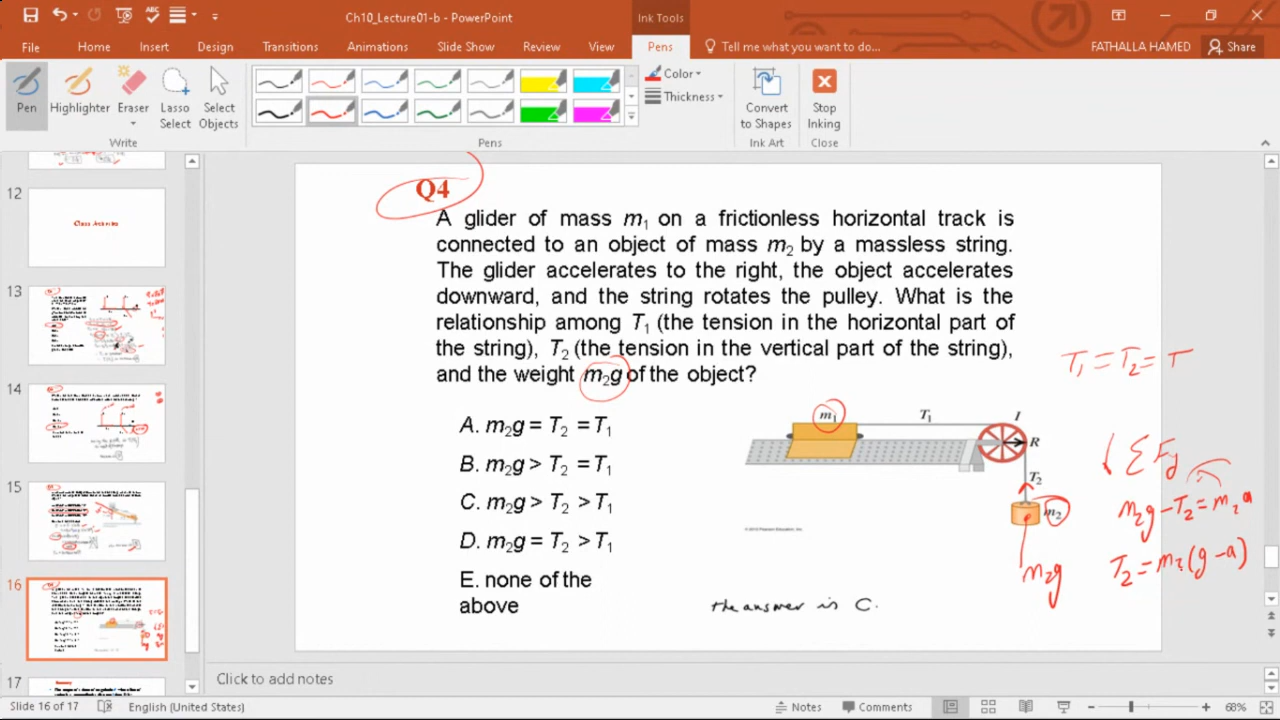 Ch10_Lecture01-b - PowerPoint
Ink Tools
File
Home
Insert
Design
Transitions
Animations
Slide Show
Review
View
Pens
Tell me what you want to do...
FATHALLA HAMED
Share
Pen
Highlighter
Eraser
Lasso
Select
Select
Objects
Color
Thickness
Convert
to Shapes
Stop
Inking
Write
Pens
Ink Art
Close
12
13
14
15
16
17
Q4
A glider of mass m₁ on a frictionless horizontal track is
connected to an object of mass m₂ by a massless string.
The glider accelerates to the right, the object accelerates
downward, and the string rotates the pulley. What is the
relationship among T₁ (the tension in the horizontal part of
the string), T₂ (the tension in the vertical part of the string),
and the weight m₂g of the object?
A. m₂g = T₂ = T₁
B. m₂g > T₂ = T₁
C. m₂g > T₂ > T₁
D. m₂g = T₂ > T₁
E. none of the
above
m₁
T₁
I
R
T₂
m₂
m₂g
the answer is C.
T₁ = T₂ = T
ΣFy
m₂g - T₂ = m₂a
T₂ = m₂(g - a)
Click to add notes
Slide 16 of 17
English (United States)
Notes
Comments
68%